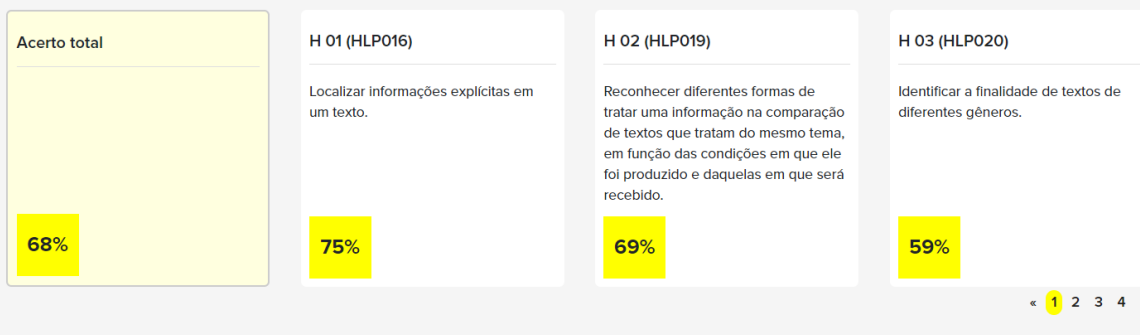 Acerto total
68%
H 01 (HLP016)
Localizar informações explícitas em
um texto.
75%
H 02 (HLP019)
Reconhecer diferentes formas de
tratar uma informação na comparação
de textos que tratam do mesmo tema,
em função das condições em que ele
foi produzido e daquelas em que será
recebido.
69%
H 03 (HLP020)
Identificar a finalidade de textos de
diferentes gêneros.
59%
« 1 2 3 4